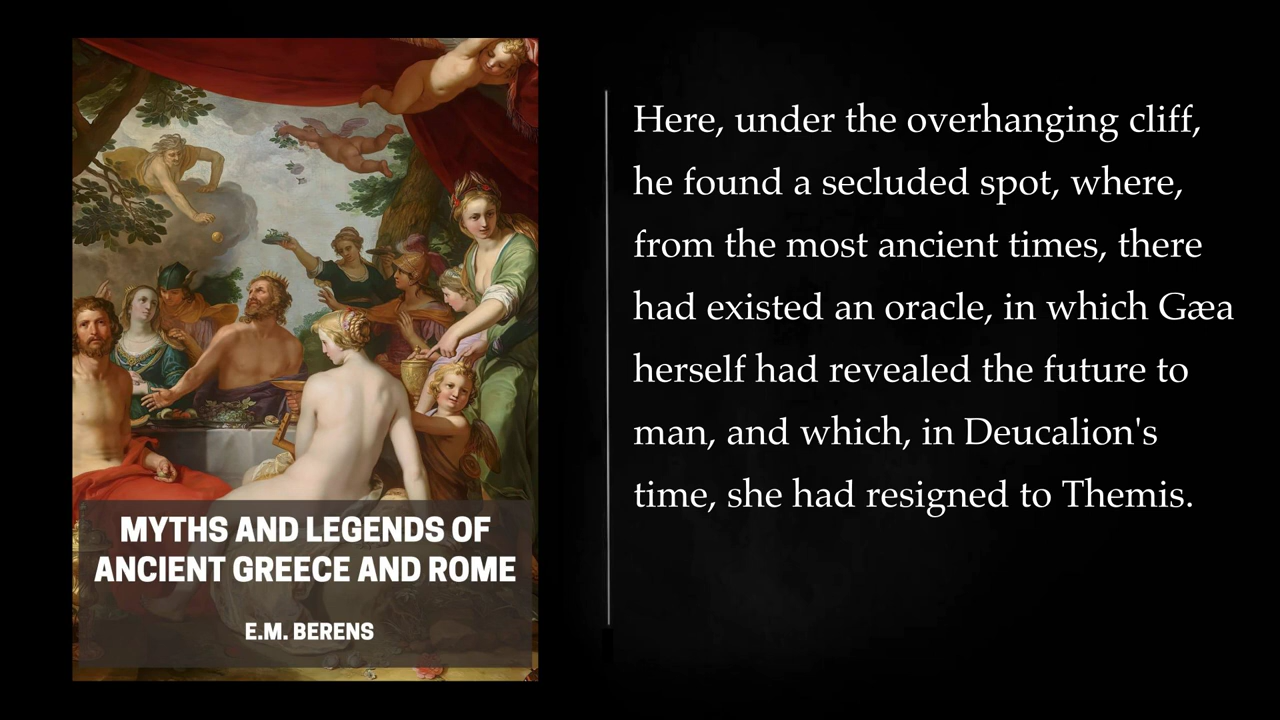 MYTHS AND LEGENDS OF
ANCIENT GREECE AND ROME
E.M. BERENS
Here, under the overhanging cliff,
he found a secluded spot, where,
from the most ancient times, there
had existed an oracle, in which Gæa
herself had revealed the future to
man, and which, in Deucalion's
time, she had resigned to Themis.